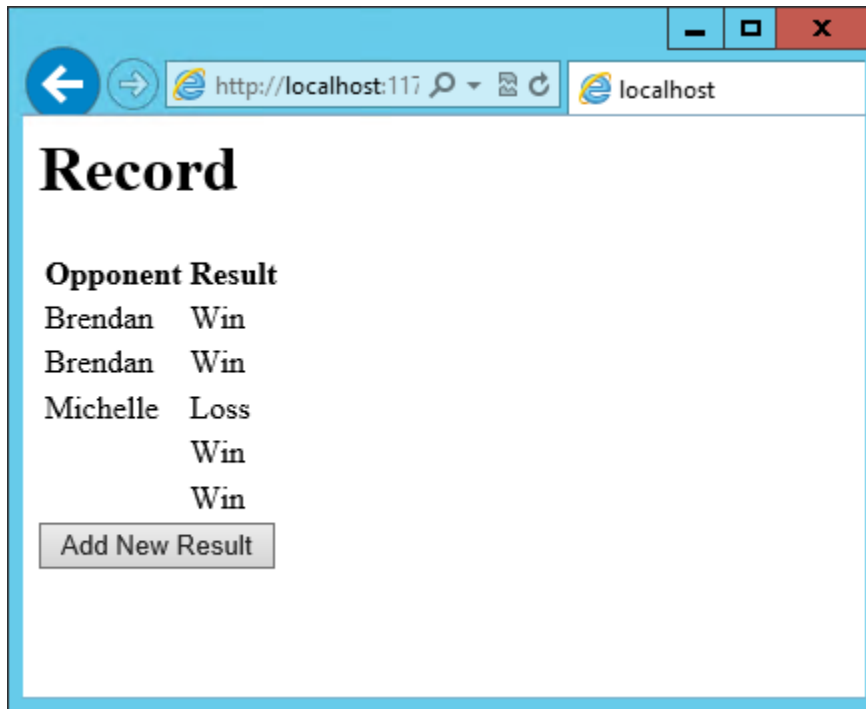 X
http://localhost:117
localhost
Record
Opponent Result
Brendan Win
Brendan Win
Michelle Loss
Win
Win
Add New Result